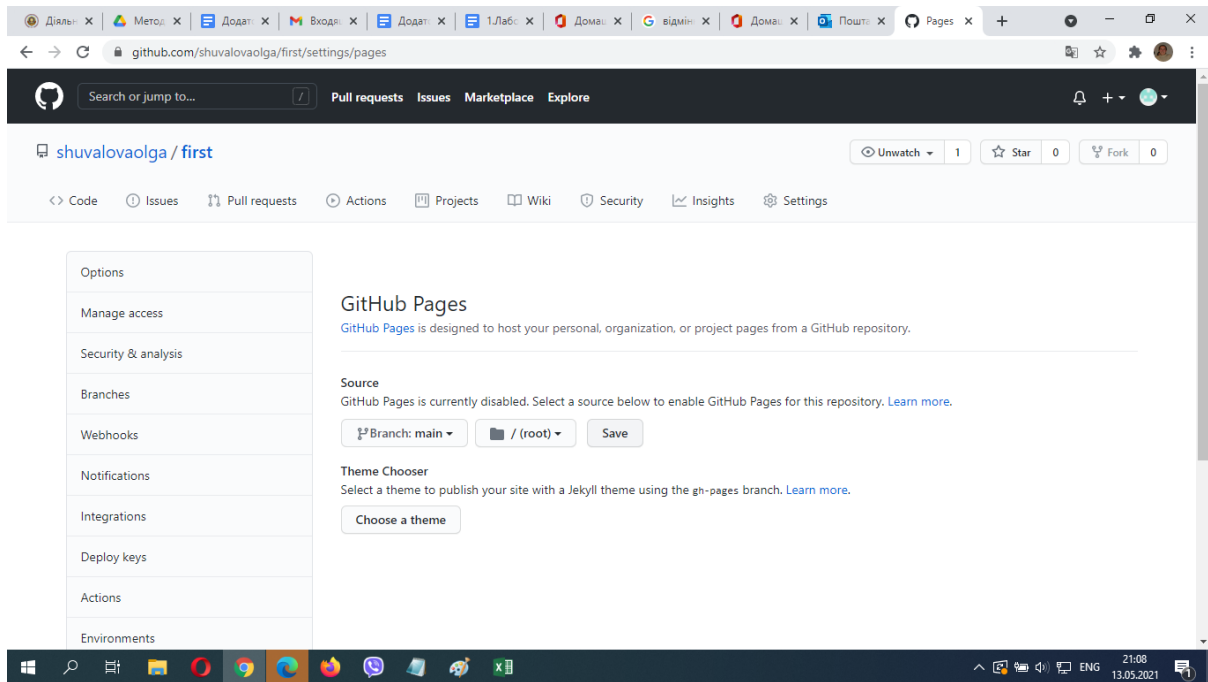 Діяльн Метод Додат Входя Додат 1.Лабо Домаш G відмін Домаш Пошта Pages
github.com/shuvalovaolga/first/settings/pages
Search or jump to... / Pull requests Issues Marketplace Explore
shuvalovaolga / first Unwatch 1 Star 0 Fork 0
<> Code Issues Pull requests Actions Projects Wiki Security Insights Settings
Options
Manage access
Security & analysis
Branches
Webhooks
Notifications
Integrations
Deploy keys
Actions
Environments
GitHub Pages
GitHub Pages is designed to host your personal, organization, or project pages from a GitHub repository.
Source
GitHub Pages is currently disabled. Select a source below to enable GitHub Pages for this repository. Learn more.
Branch: main / (root) Save
Theme Chooser
Select a theme to publish your site with a Jekyll theme using the gh-pages branch. Learn more.
Choose a theme
ENG 21:08
13.05.2021
1